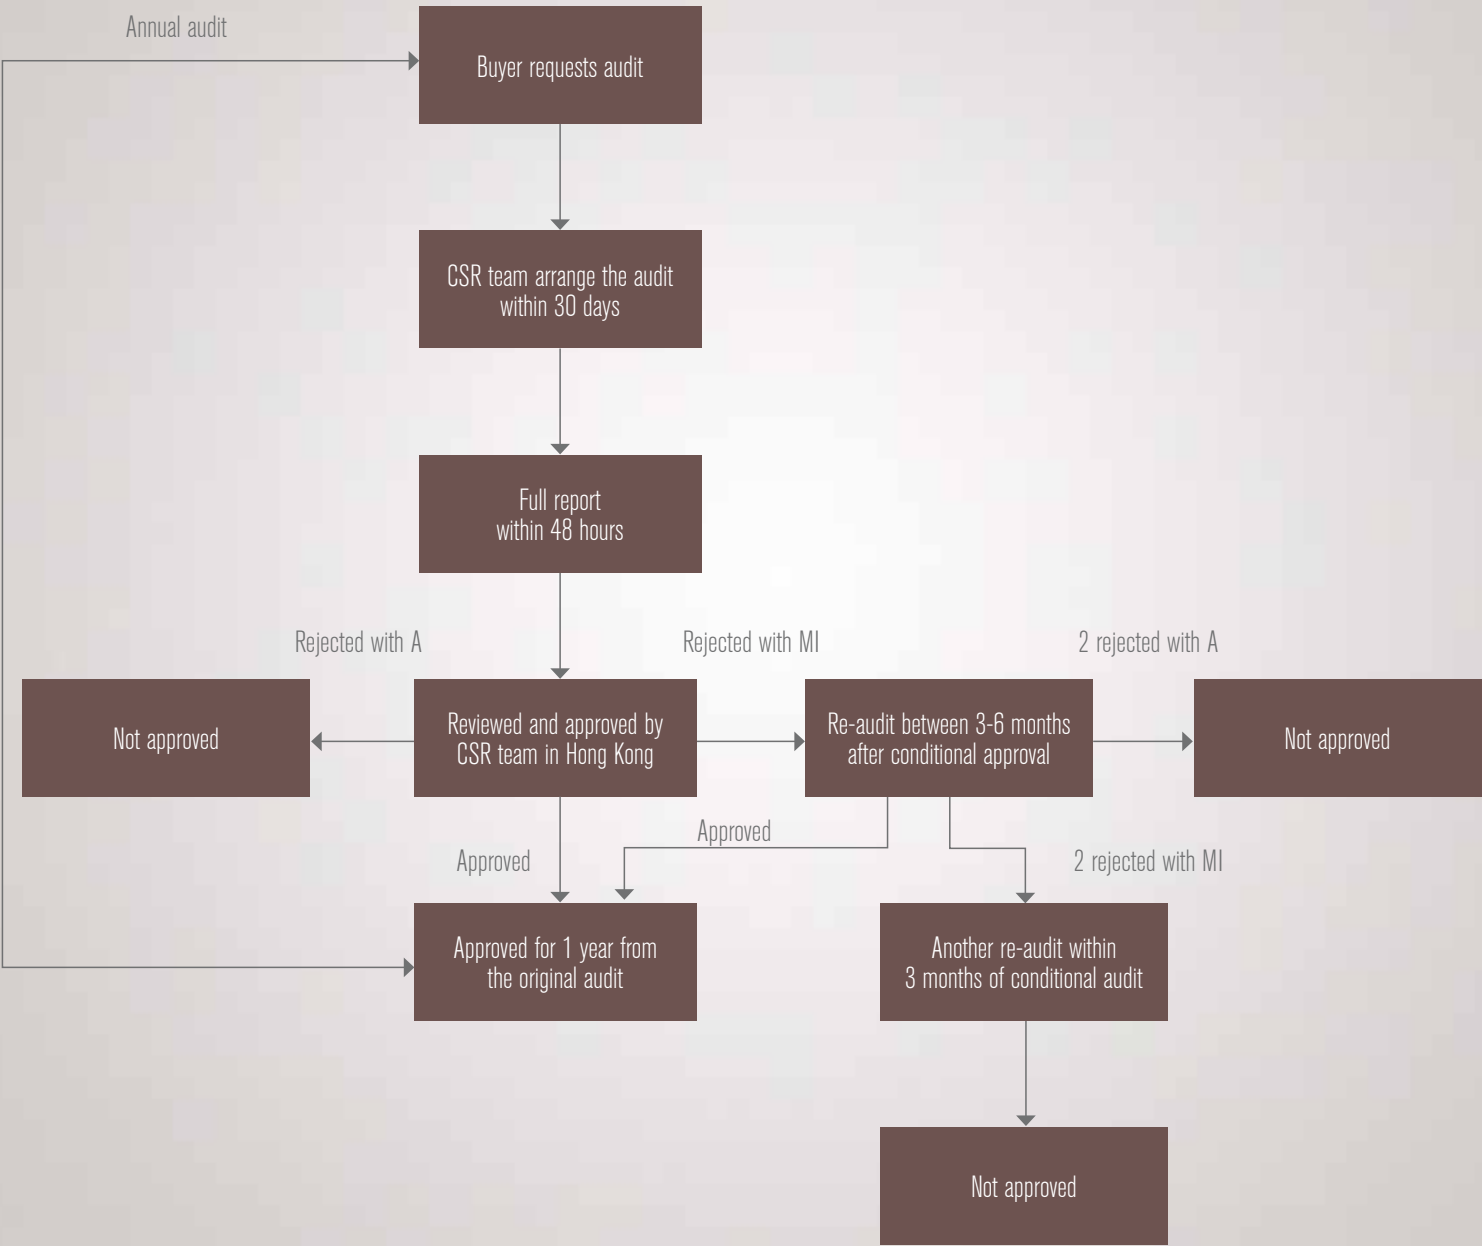 Annual audit
Buyer requests audit
CSR team arrange the audit
within 30 days
Full report
within 48 hours
Rejected with A
Rejected with MI
2 rejected with A
Not approved
Reviewed and approved by
CSR team in Hong Kong
Re-audit between 3-6 months
after conditional approval
Not approved
Approved
Approved
2 rejected with MI
Approved for 1 year from
the original audit
Another re-audit within
3 months of conditional audit
Not approved